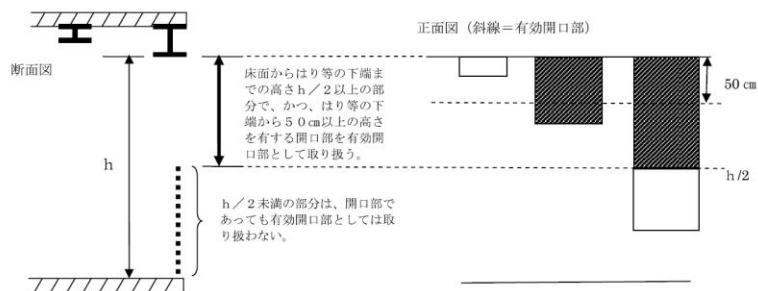 正面図（斜線＝有効開口部）
断面図
床面からはり等の下端ま
での高さｈ／2以上の部
分で、かつ、はり等の下
端から５０㎝以上の高さ
を有する開口部を有効開
口部として取り扱う。
50 ㎝
h
h/2
ｈ／2未満の部分は、開口部で
あっても有効開口部としては取
り扱わない。